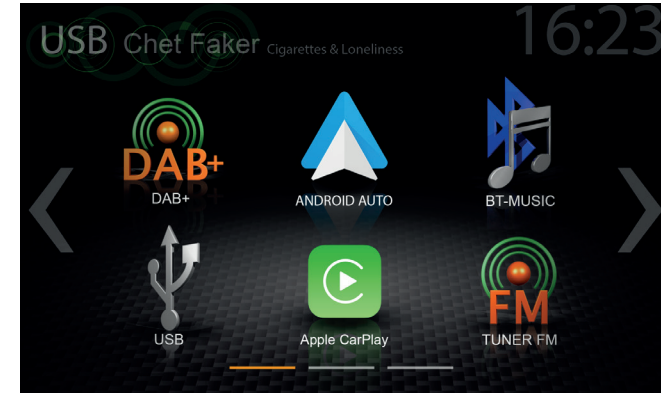 USB Chet Faker Cigarettes & Loneliness 16:23
DAB+
DAB+ ANDROID AUTO BT-MUSIC
FM
USB Apple CarPlay TUNER FM